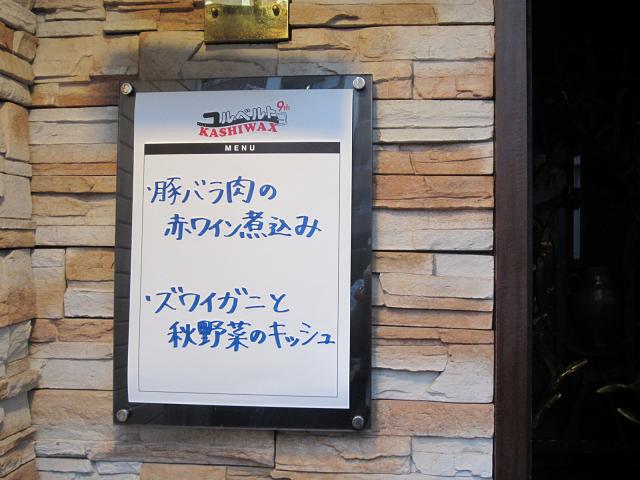 コルベルト 9th
KASHIWAX
MENU
・豚バラ肉の
赤ワイン煮込み
・ズワイガニと
秋野菜のキッシュ